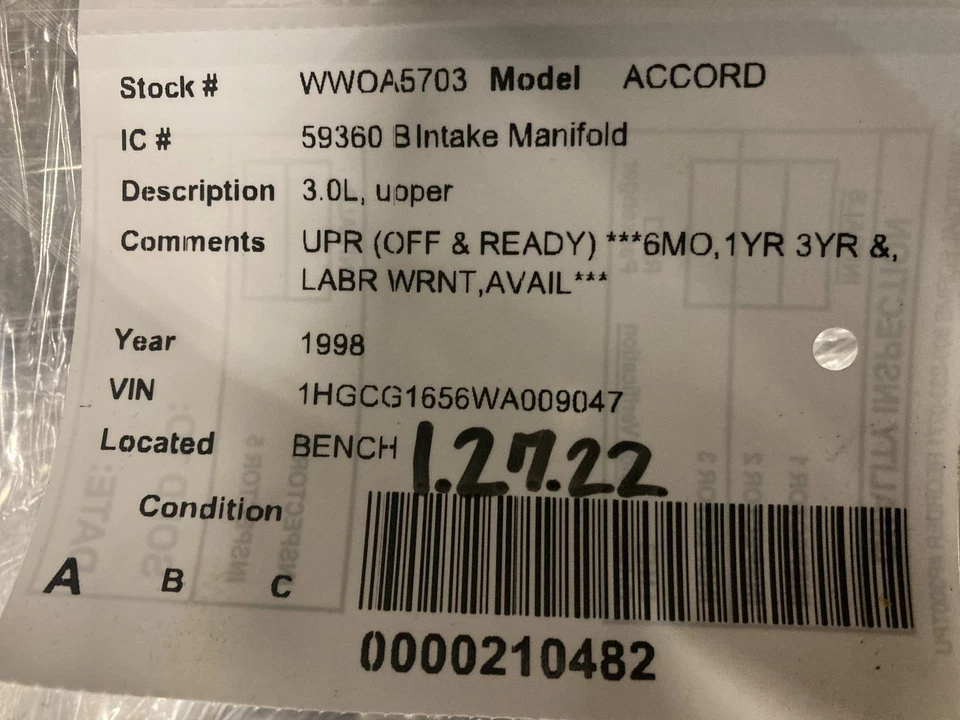 Stock # WWOA5703 Model ACCORD
IC # 59360 B Intake Manifold
Description 3.0L, upper
Comments UPR (OFF & READY) ***6MO,1YR 3YR &,
LABR WRNT,AVAIL***
Year 1998
VIN 1HGCG1656WA009047
Located BENCH 1.27.22
Condition
A B C
0000210482